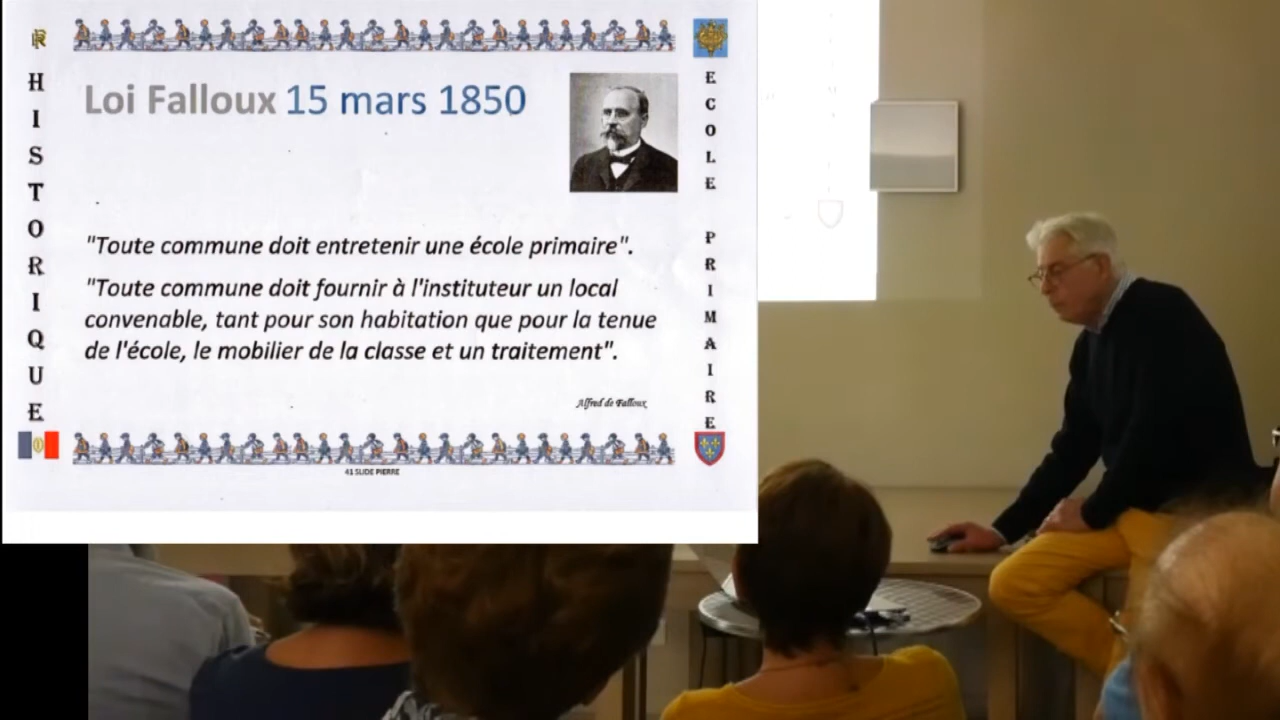 HISTORIQUE
Loi Falloux 15 mars 1850
"Toute commune doit entretenir une école primaire".
"Toute commune doit fournir à l'instituteur un local
convenable, tant pour son habitation que pour la tenue
de l'école, le mobilier de la classe et un traitement".
Alfred de Falloux
41 SLIDE PIERRE
ECOLE PRIMAIRE